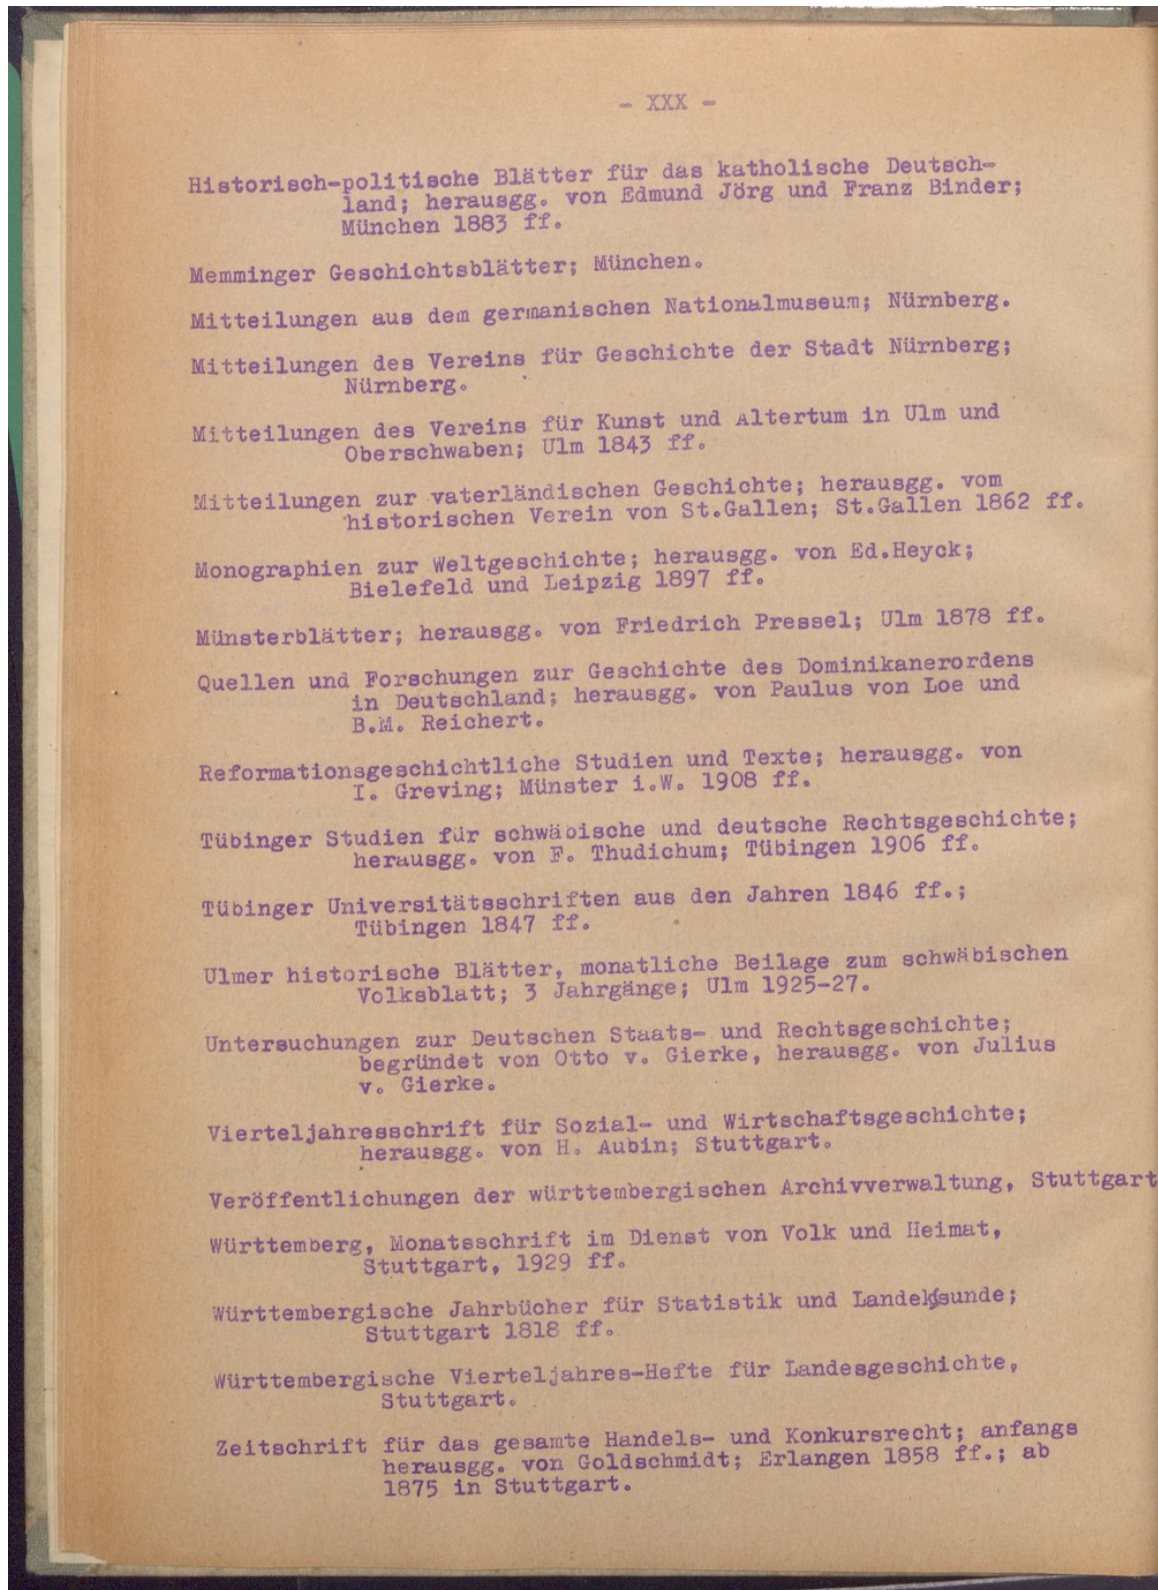 - XXX -
Historisch-politische Blätter für das katholische Deutsch-
land; herausgg. von Edmund Jörg und Franz Binder;
München 1883 ff.
Memminger Geschichtsblätter; München.
Mitteilungen aus dem germanischen Nationalmuseum; Nürnberg.
Mitteilungen des Vereins für Geschichte der Stadt Nürnberg;
Nürnberg.
Mitteilungen des Vereins für Kunst und Altertum in Ulm und
Oberschwaben; Ulm 1843 ff.
Mitteilungen zur vaterländischen Geschichte; herausgg. vom
historischen Verein von St.Gallen; St.Gallen 1862 ff.
Monographien zur Weltgeschichte; herausgg. von Ed.Heyck;
Bielefeld und Leipzig 1897 ff.
Münsterblätter; herausgg. von Friedrich Pressel; Ulm 1878 ff.
Quellen und Forschungen zur Geschichte des Dominikanerordens
in Deutschland; herausgg. von Paulus von Loe und
B.M. Reichert.
Reformationsgeschichtliche Studien und Texte; herausgg. von
I. Greving; Münster i.W. 1908 ff.
Tübinger Studien für schwäbische und deutsche Rechtsgeschichte;
herausgg. von F. Thudichum; Tübingen 1906 ff.
Tübinger Universitätsschriften aus den Jahren 1846 ff.;
Tübingen 1847 ff.
Ulmer historische Blätter, monatliche Beilage zum schwäbischen
Volksblatt; 3 Jahrgänge; Ulm 1925-27.
Untersuchungen zur Deutschen Staats- und Rechtsgeschichte;
begründet von Otto v. Gierke, herausgg. von Julius
v. Gierke.
Vierteljahresschrift für Sozial- und Wirtschaftsgeschichte;
herausgg. von H. Aubin; Stuttgart.
Veröffentlichungen der württembergischen Archivverwaltung, Stuttgart
Württemberg, Monatsschrift im Dienst von Volk und Heimat,
Stuttgart, 1929 ff.
Württembergische Jahrbücher für Statistik und Landeksunde;
Stuttgart 1818 ff.
Württembergische Vierteljahres-Hefte für Landesgeschichte,
Stuttgart.
Zeitschrift für das gesamte Handels- und Konkursrecht; anfangs
herausgg. von Goldschmidt; Erlangen 1858 ff.; ab
1875 in Stuttgart.